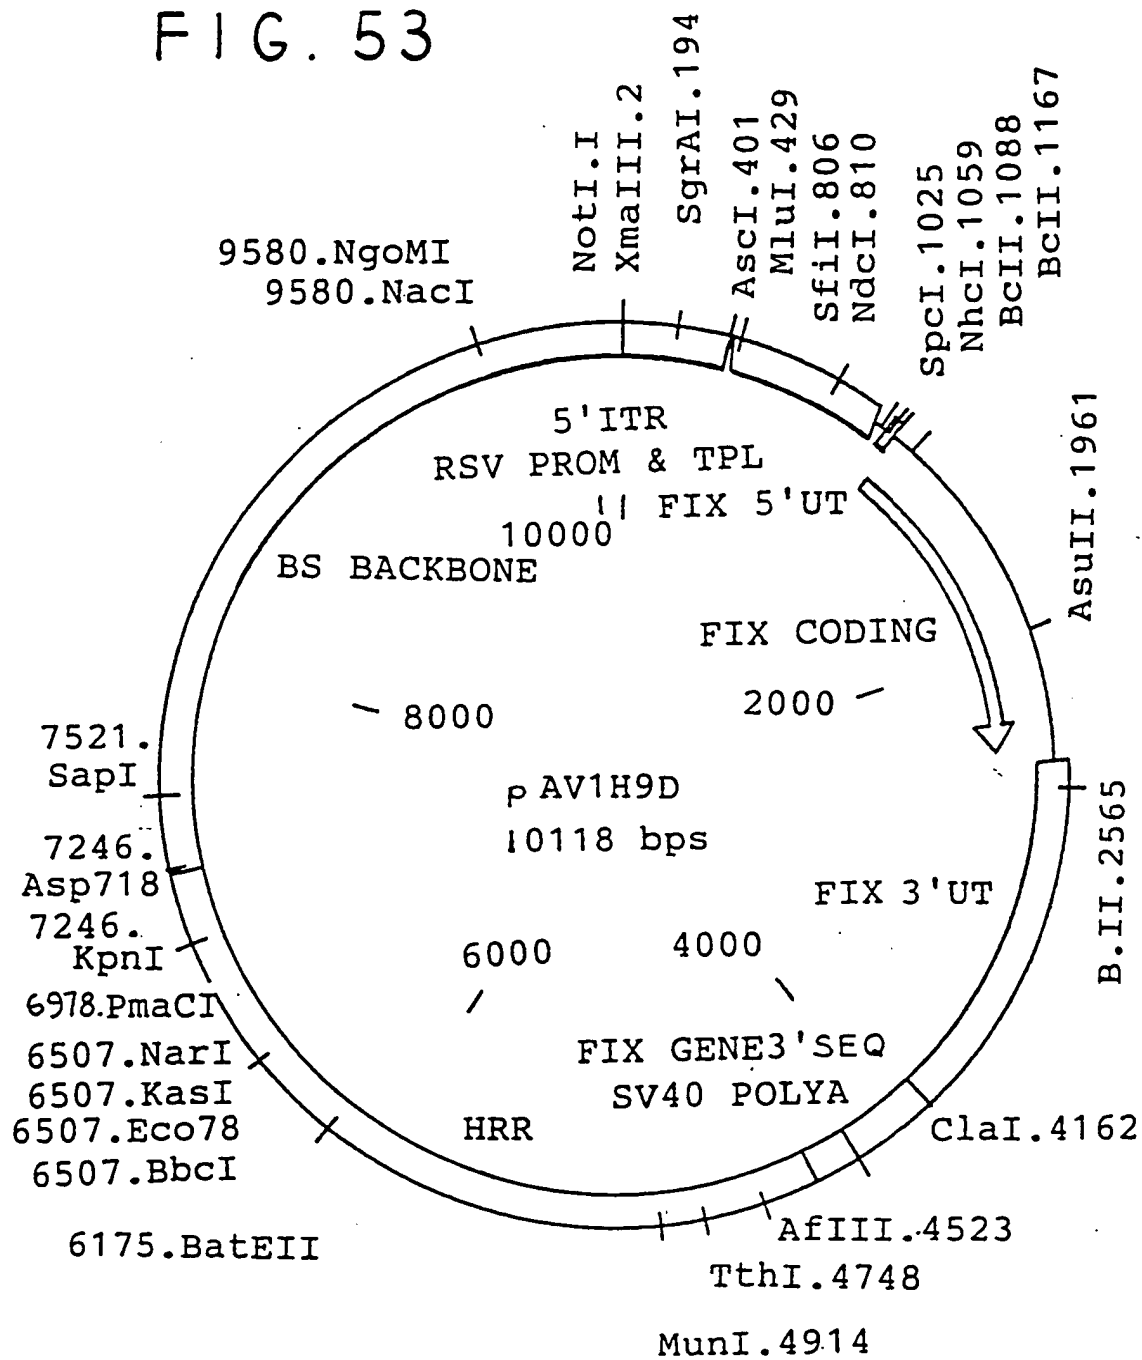 FIG. 53
NotI.I
XmaIII.2
SgrAI.194
AscI.401
MluI.429
SfiI.806
NdcI.810
SpcI.1025
NhcI.1059
BcII.1088
BcII.1167
9580.NgoMI
9580.NacI
5'ITR
RSV PROM & TPL
FIX 5'UT
10000
BS BACKBONE
AsuII.1961
FIX CODING
2000
8000
7521.
SapI
pAV1H9D
10118 bps
B.II.2565
7246.
Asp718
FIX 3'UT
7246.
KpnI
6000
4000
6978.PmaCI
6507.NarI
6507.KasI
6507.Eco78
6507.BbcI
FIX GENE3'SEQ
SV40 POLYA
HRR
ClaI.4162
6175.BatEII
AfIII.4523
TthI.4748
MunI.4914